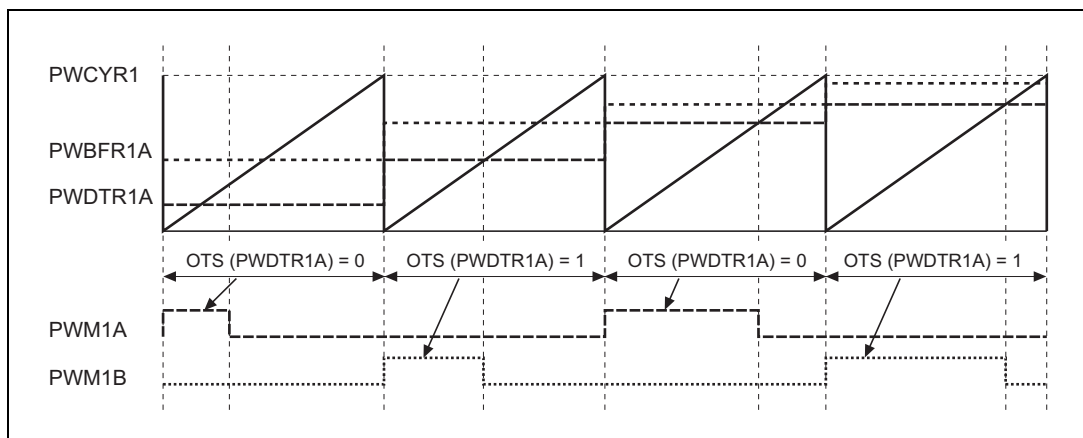 PWCYR1
PWBFR1A
PWDTR1A
OTS (PWDTR1A) = 0 OTS (PWDTR1A) = 1 OTS (PWDTR1A) = 0 OTS (PWDTR1A) = 1
PWM1A
PWM1B